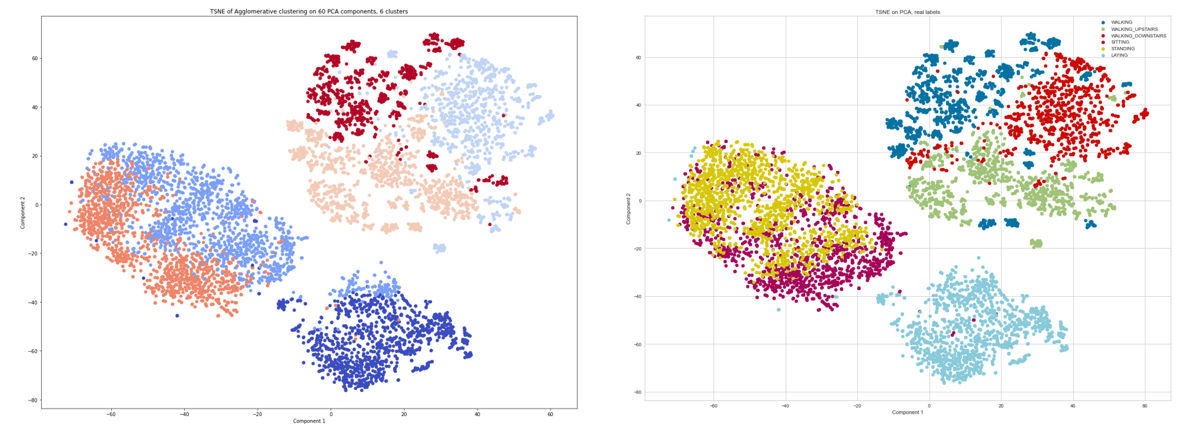 TSNE of Agglomerative clustering on 60 PCA components, 6 clusters
60
40
20
0
−20
−40
−60
−80
Component 2
−60
−40
−20
0
20
40
60
Component 1
TSNE on PCA, real labels
WALKING
WALKING_UPSTAIRS
WALKING_DOWNSTAIRS
SITTING
STANDING
LAYING
60
40
20
0
−20
−40
−60
−80
Component 2
−60
−40
−20
0
20
40
60
Component 1